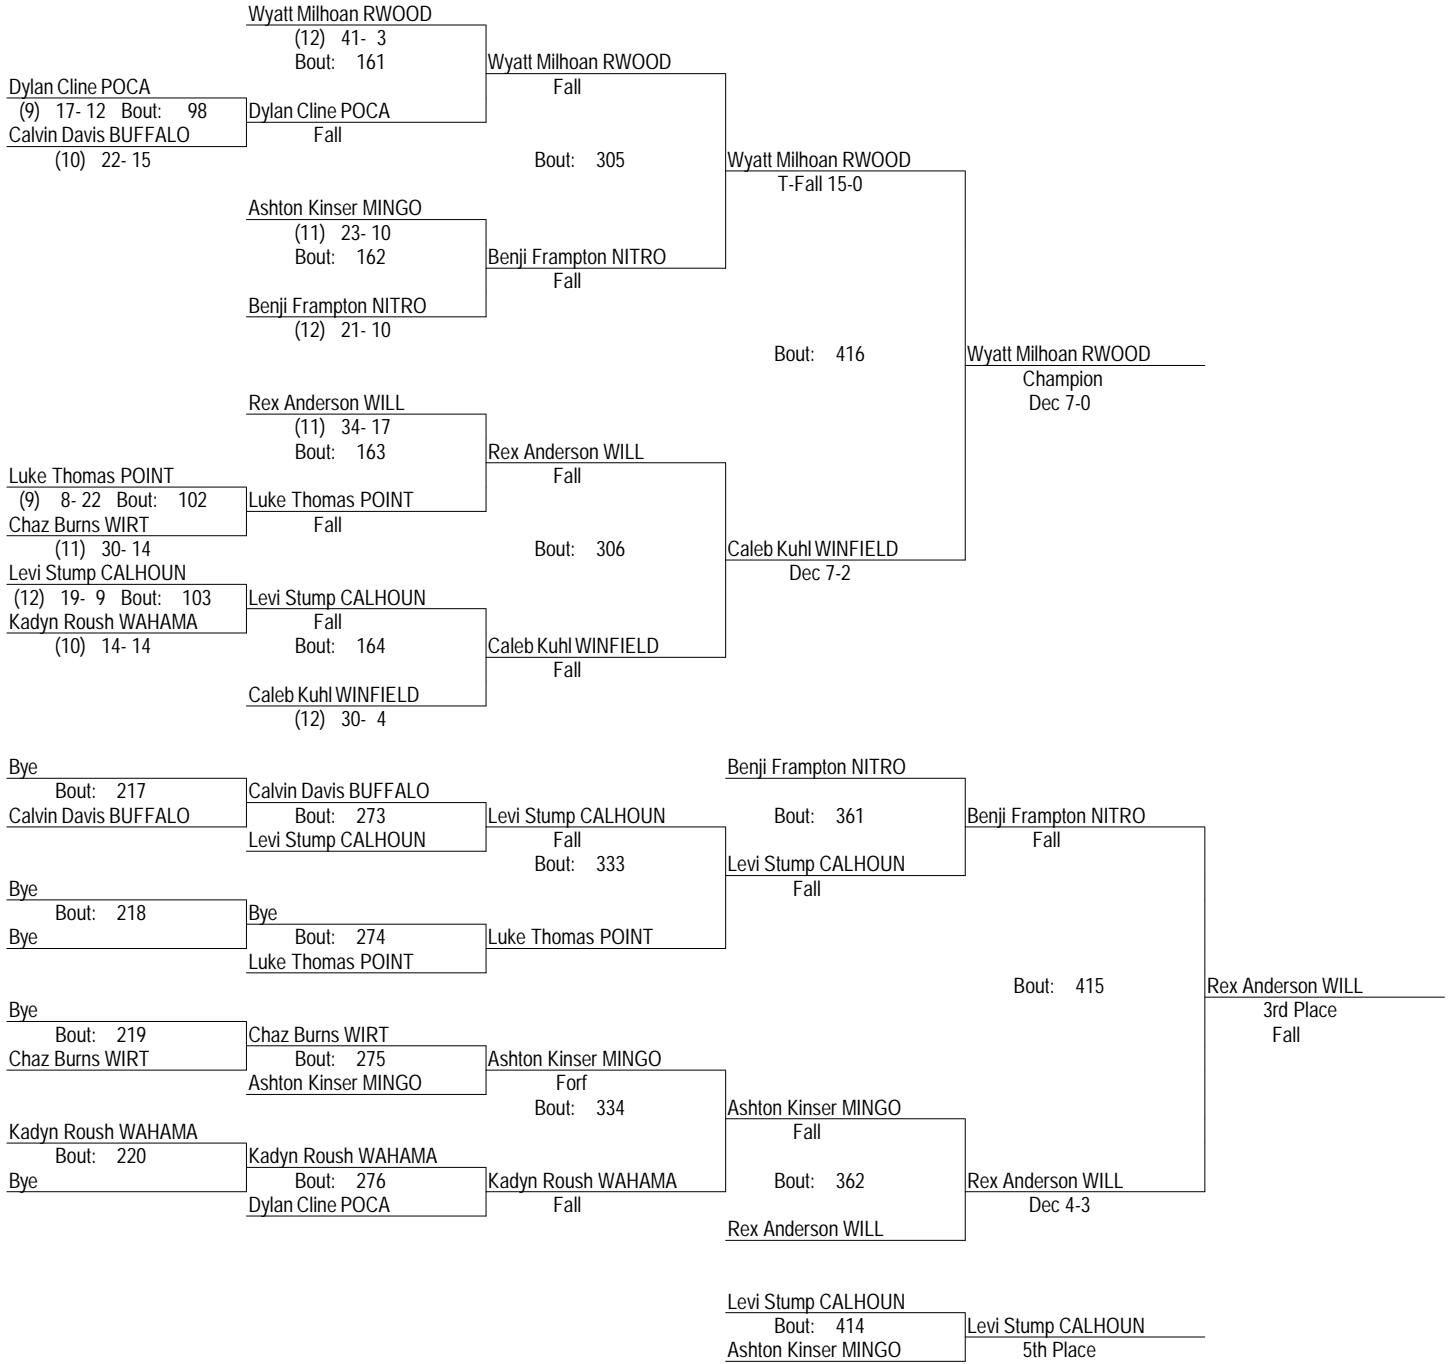 Wyatt Milhoan RWOOD
(12) 41- 3
Bout: 161
Wyatt Milhoan RWOOD
Fall
Dylan Cline POCA
(9) 17- 12 Bout: 98
Dylan Cline POCA
Fall
Calvin Davis BUFFALO
(10) 22- 15
Bout: 305
Wyatt Milhoan RWOOD
T-Fall 15-0
Ashton Kinser MINGO
(11) 23- 10
Bout: 162
Benji Frampton NITRO
Fall
Benji Frampton NITRO
(12) 21- 10
Bout: 416
Wyatt Milhoan RWOOD
Champion
Dec 7-0
Rex Anderson WILL
(11) 34- 17
Bout: 163
Rex Anderson WILL
Fall
Luke Thomas POINT
(9) 8- 22 Bout: 102
Luke Thomas POINT
Fall
Chaz Burns WIRT
(11) 30- 14
Bout: 306
Caleb Kuhl WINFIELD
Dec 7-2
Levi Stump CALHOUN
(12) 19- 9 Bout: 103
Levi Stump CALHOUN
Fall
Kadyn Roush WAHAMA
(10) 14- 14
Bout: 164
Caleb Kuhl WINFIELD
Fall
Caleb Kuhl WINFIELD
(12) 30- 4
Bye
Bout: 217
Calvin Davis BUFFALO
Calvin Davis BUFFALO
Bout: 273
Levi Stump CALHOUN
Levi Stump CALHOUN
Fall
Bout: 333
Benji Frampton NITRO
Bout: 361
Levi Stump CALHOUN
Fall
Benji Frampton NITRO
Fall
Bye
Bout: 218
Bye
Bye
Bout: 274
Luke Thomas POINT
Luke Thomas POINT
Bout: 415
Rex Anderson WILL
3rd Place
Fall
Bye
Bout: 219
Chaz Burns WIRT
Chaz Burns WIRT
Bout: 275
Ashton Kinser MINGO
Ashton Kinser MINGO
Forf
Bout: 334
Ashton Kinser MINGO
Fall
Kadyn Roush WAHAMA
Bout: 220
Bye
Kadyn Roush WAHAMA
Bout: 276
Dylan Cline POCA
Kadyn Roush WAHAMA
Fall
Bout: 362
Rex Anderson WILL
Rex Anderson WILL
Dec 4-3
Levi Stump CALHOUN
Bout: 414
Ashton Kinser MINGO
Levi Stump CALHOUN
5th Place